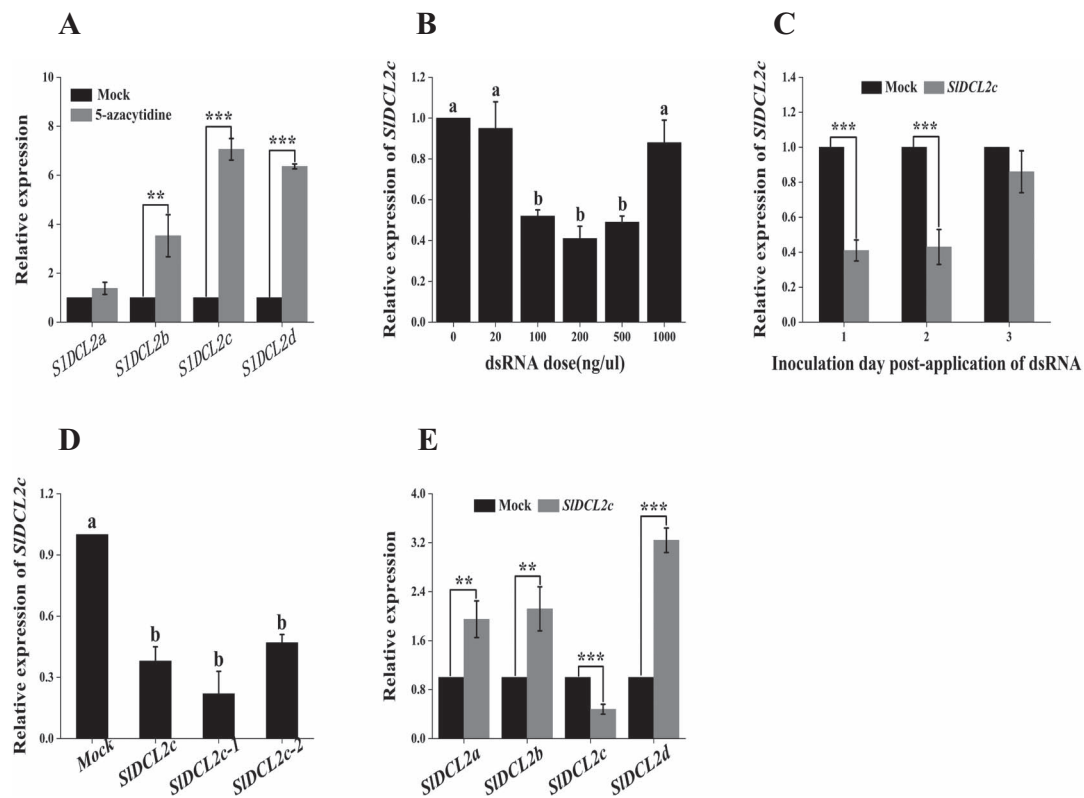 A
Relative expression
10
8
6
4
2
0
Mock
5-azacytidine
**
***
***
SlDCL2a
SlDCL2b
SlDCL2c
SlDCL2d
B
Relative expression of SlDCL2c
1.2
1.0
0.8
0.6
0.4
0.2
0.0
a
a
b
b
b
a
0
20
100
200
500
1000
dsRNA dose(ng/ul)
C
Relative expression of SlDCL2c
1.4
1.2
1.0
0.8
0.6
0.4
0.2
0.0
Mock
SlDCL2c
***
***
1
2
3
Inoculation day post-application of dsRNA
D
Relative expression of SlDCL2c
1.2
0.9
0.6
0.3
0.0
a
b
b
b
Mock
SlDCL2c
SlDCL2c-1
SlDCL2c-2
E
Relative expression
4.0
3.2
2.4
1.6
0.8
0.0
Mock
SlDCL2c
**
**
***
***
SlDCL2a
SlDCL2b
SlDCL2c
SlDCL2d